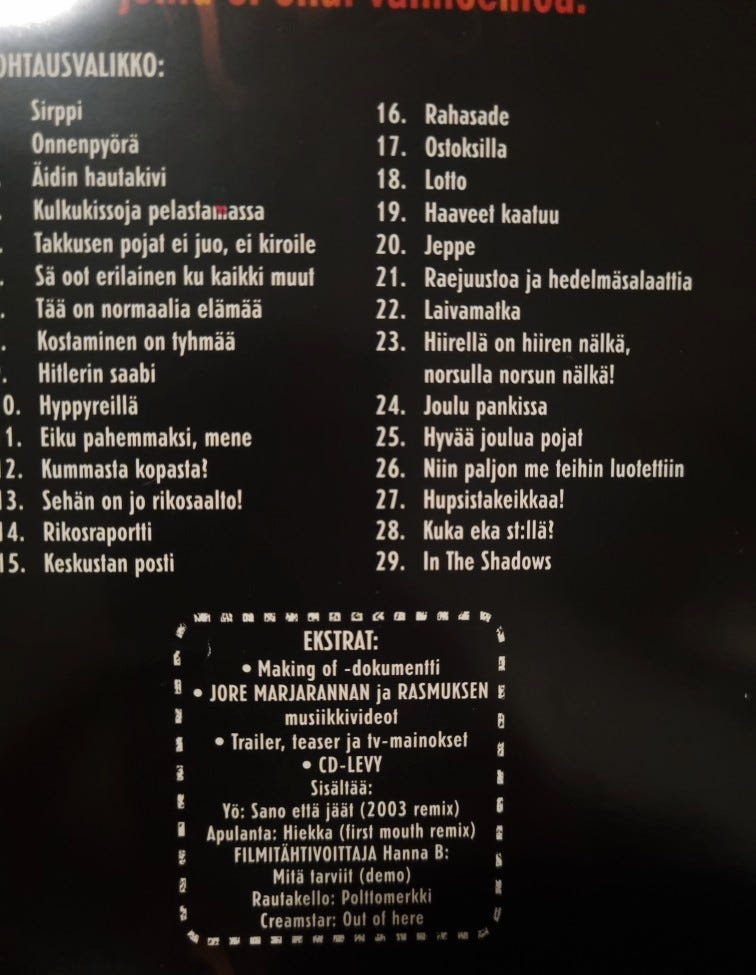 OHTAUSVALIKKO:
Sirppi
Onnenpyörä
Äidin hautakivi
Kulkukissoja pelastamassa
Takkusen pojat ei juo, ei kiroile
Sä oot erilainen ku kaikki muut
Tää on normaalia elämää
Kostaminen on tyhmää
Hitlerin saabi
0. Hyppyreillä
1. Eiku pahemmaksi, mene
12. Kummasta kopasta?
13. Sehän on jo rikosaalto!
14. Rikosraportti
15. Keskustan posti
16. Rahasade
17. Ostoksilla
18. Lotto
19. Haaveet kaatuu
20. Jeppe
21. Raejuustoa ja hedelmäsalaattia
22. Laivamatka
23. Hiirellä on hiiren nälkä,
norsulla norsun nälkä!
24. Joulu pankissa
25. Hyvää joulua pojat
26. Niin paljon me teihin luotettiin
27. Hupsistakeikkaa!
28. Kuka eka st:llä?
29. In The Shadows
EKSTRAT:
• Making of -dokumentti
• JORE MARJARANNAN ja RASMUKSEN
musiikkivideot
• Trailer, teaser ja tv-mainokset
• CD-LEVY
Sisältää:
Yö: Sano että jäät (2003 remix)
Apulanta: Hiekka (first mouth remix)
FILMITÄHTIVOITTAJA Hanna B:
Mitä tarviit (demo)
Rautakello: Polttomerkki
Creamstar: Out of here